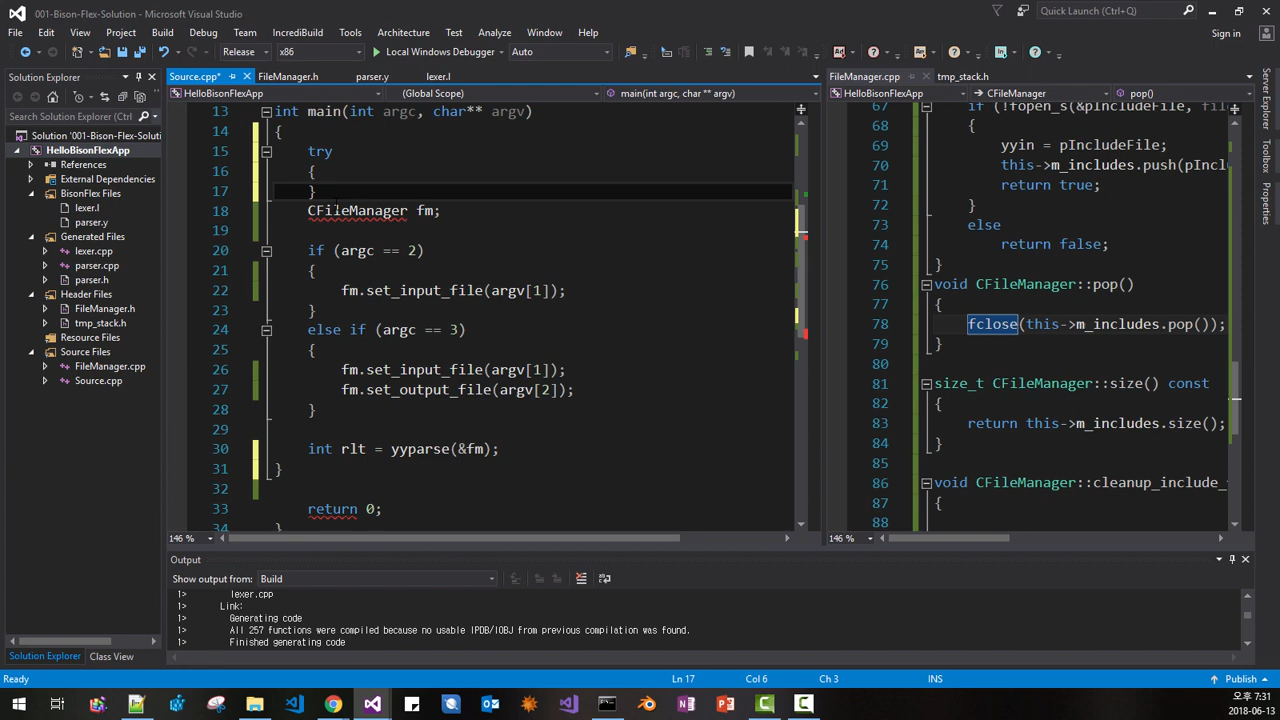 001-Bison-Flex-Solution - Microsoft Visual Studio
Quick Launch (Ctrl+Q)
File Edit View Project Build Debug Team IncrediBuild Tools Architecture Test Analyze Window Help
Sign in
Release x86 Local Windows Debugger Auto
Solution Explorer
Search Solution Explorer (Ctrl+;)
Solution '001-Bison-Flex-Soluti
HelloBisonFlexApp
References
External Dependencies
BisonFlex Files
lexer.l
parser.y
Generated Files
lexer.cpp
parser.cpp
parser.h
Header Files
FileManager.h
tmp_stack.h
Resource Files
Source Files
FileManager.cpp
Source.cpp
Solution Explorer Class View
Source.cpp* FileManager.h parser.y lexer.l
HelloBisonFlexApp (Global Scope) main(int argc, char ** argv)
13 int main(int argc, char** argv)
14 {
15 try
16 {
17 }
18 CFileManager fm;
19
20 if (argc == 2)
21 {
22 fm.set_input_file(argv[1]);
23 }
24 else if (argc == 3)
25 {
26 fm.set_input_file(argv[1]);
27 fm.set_output_file(argv[2]);
28 }
29
30 int rlt = yyparse(&fm);
31 }
32
33 return 0;
34 }
146 %
FileManager.cpp tmp_stack.h
HelloBisonFlexApp CFileManager pop()
67 if (!fopen_s(&pIncludeFile, file
68 {
69 yyin = pIncludeFile;
70 this->m_includes.push(pIncl
71 return true;
72 }
73 else
74 return false;
75 }
76 void CFileManager::pop()
77 {
78 fclose(this->m_includes.pop());
79 }
80
81 size_t CFileManager::size() const
82 {
83 return this->m_includes.size();
84 }
85
86 void CFileManager::cleanup_include_
87 {
88
146 %
Output
Show output from: Build
1> lexer.cpp
1> Link:
1> Generating code
1> All 257 functions were compiled because no usable IPDB/IOBJ from previous compilation was found.
1> Finished generating code
Ready Ln 17 Col 6 Ch 3 INS Publish
Server Explorer
Toolbox
Properties
오후 7:31
2018-06-13